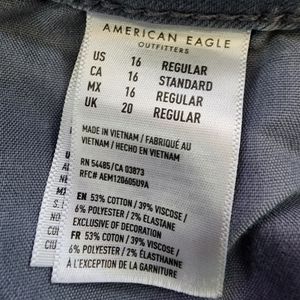 AMERICAN EAGLE
OUTFITTERS
US 16 REGULAR
CA 16 STANDARD
MX 16 REGULAR
UK 20 REGULAR
MADE IN VIETNAM / FABRIQUÉ AU
VIETNAM / HECHO EN VIETNAM
RN 54485/CA 03873
RFC# AEM120605U9A
EN 53% COTTON / 39% VISCOSE /
6% POLYESTER / 2% ELASTANE
EXCLUSIVE OF DECORATION
FR 53% COTON / 39% VISCOSE /
6% POLYESTER / 2% ÉLASTHANNE
À L'EXCEPTION DE LA GARNITURE